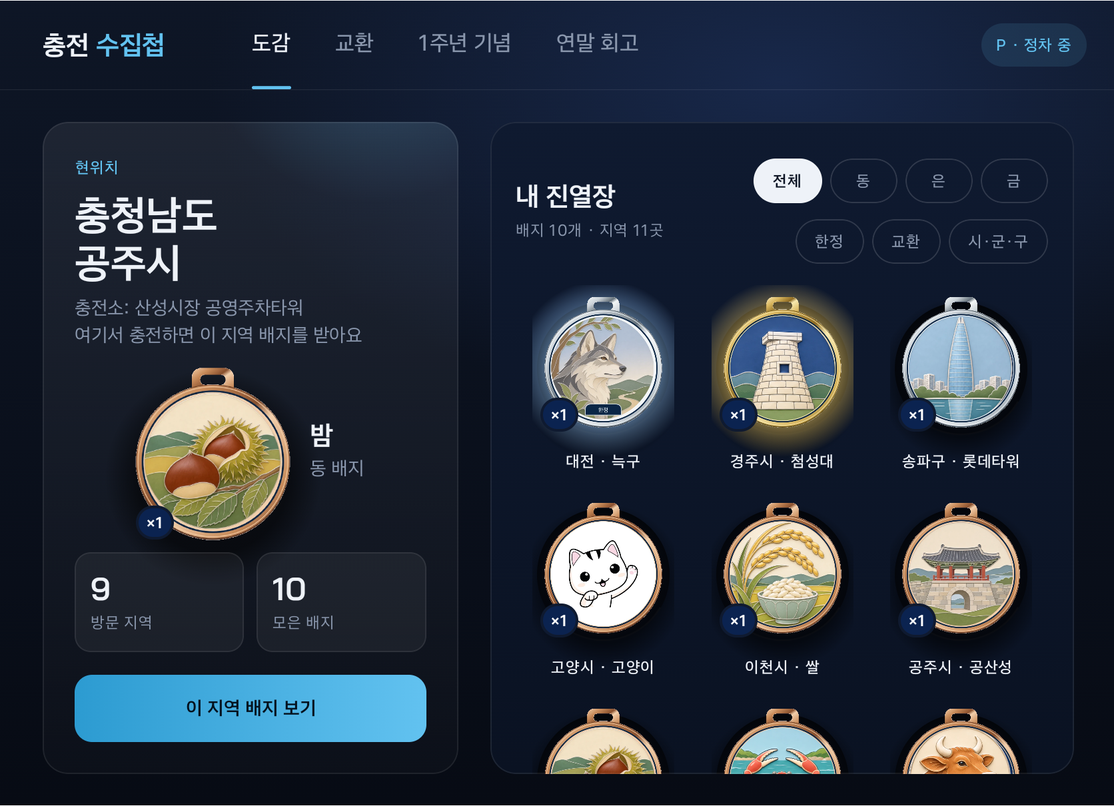 충전 수집첩
도감
교환
1주년 기념
연말 회고
P · 정차 중
현위치
충청남도
공주시
충전소: 산성시장 공영주차타워
여기서 충전하면 이 지역 배지를 받아요
×1
밤
동 배지
9
방문 지역
10
모은 배지
이 지역 배지 보기
내 진열장
배지 10개 · 지역 11곳
전체
동
은
금
한정
교환
시·군·구
한정
×1
대전 · 늑구
×1
경주시 · 첨성대
×1
송파구 · 롯데타워
×1
고양시 · 고양이
×1
이천시 · 쌀
×1
공주시 · 공산성